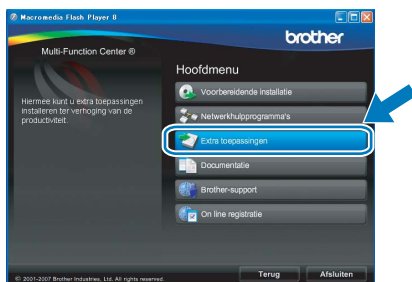 Macromedia Flash Player 8
brother
Multi-Function Center ®
Hoofdmenu
Hiermee kunt u extra toepassingen
installeren ter verhoging van de
productiviteit.
Voorbereidende installatie
Netwerkhulpprogramma's
Extra toepassingen
Documentatie
Brother-support
On line registratie
© 2001-2007 Brother Industries, Ltd. All rights reserved.
Terug
Afsluiten